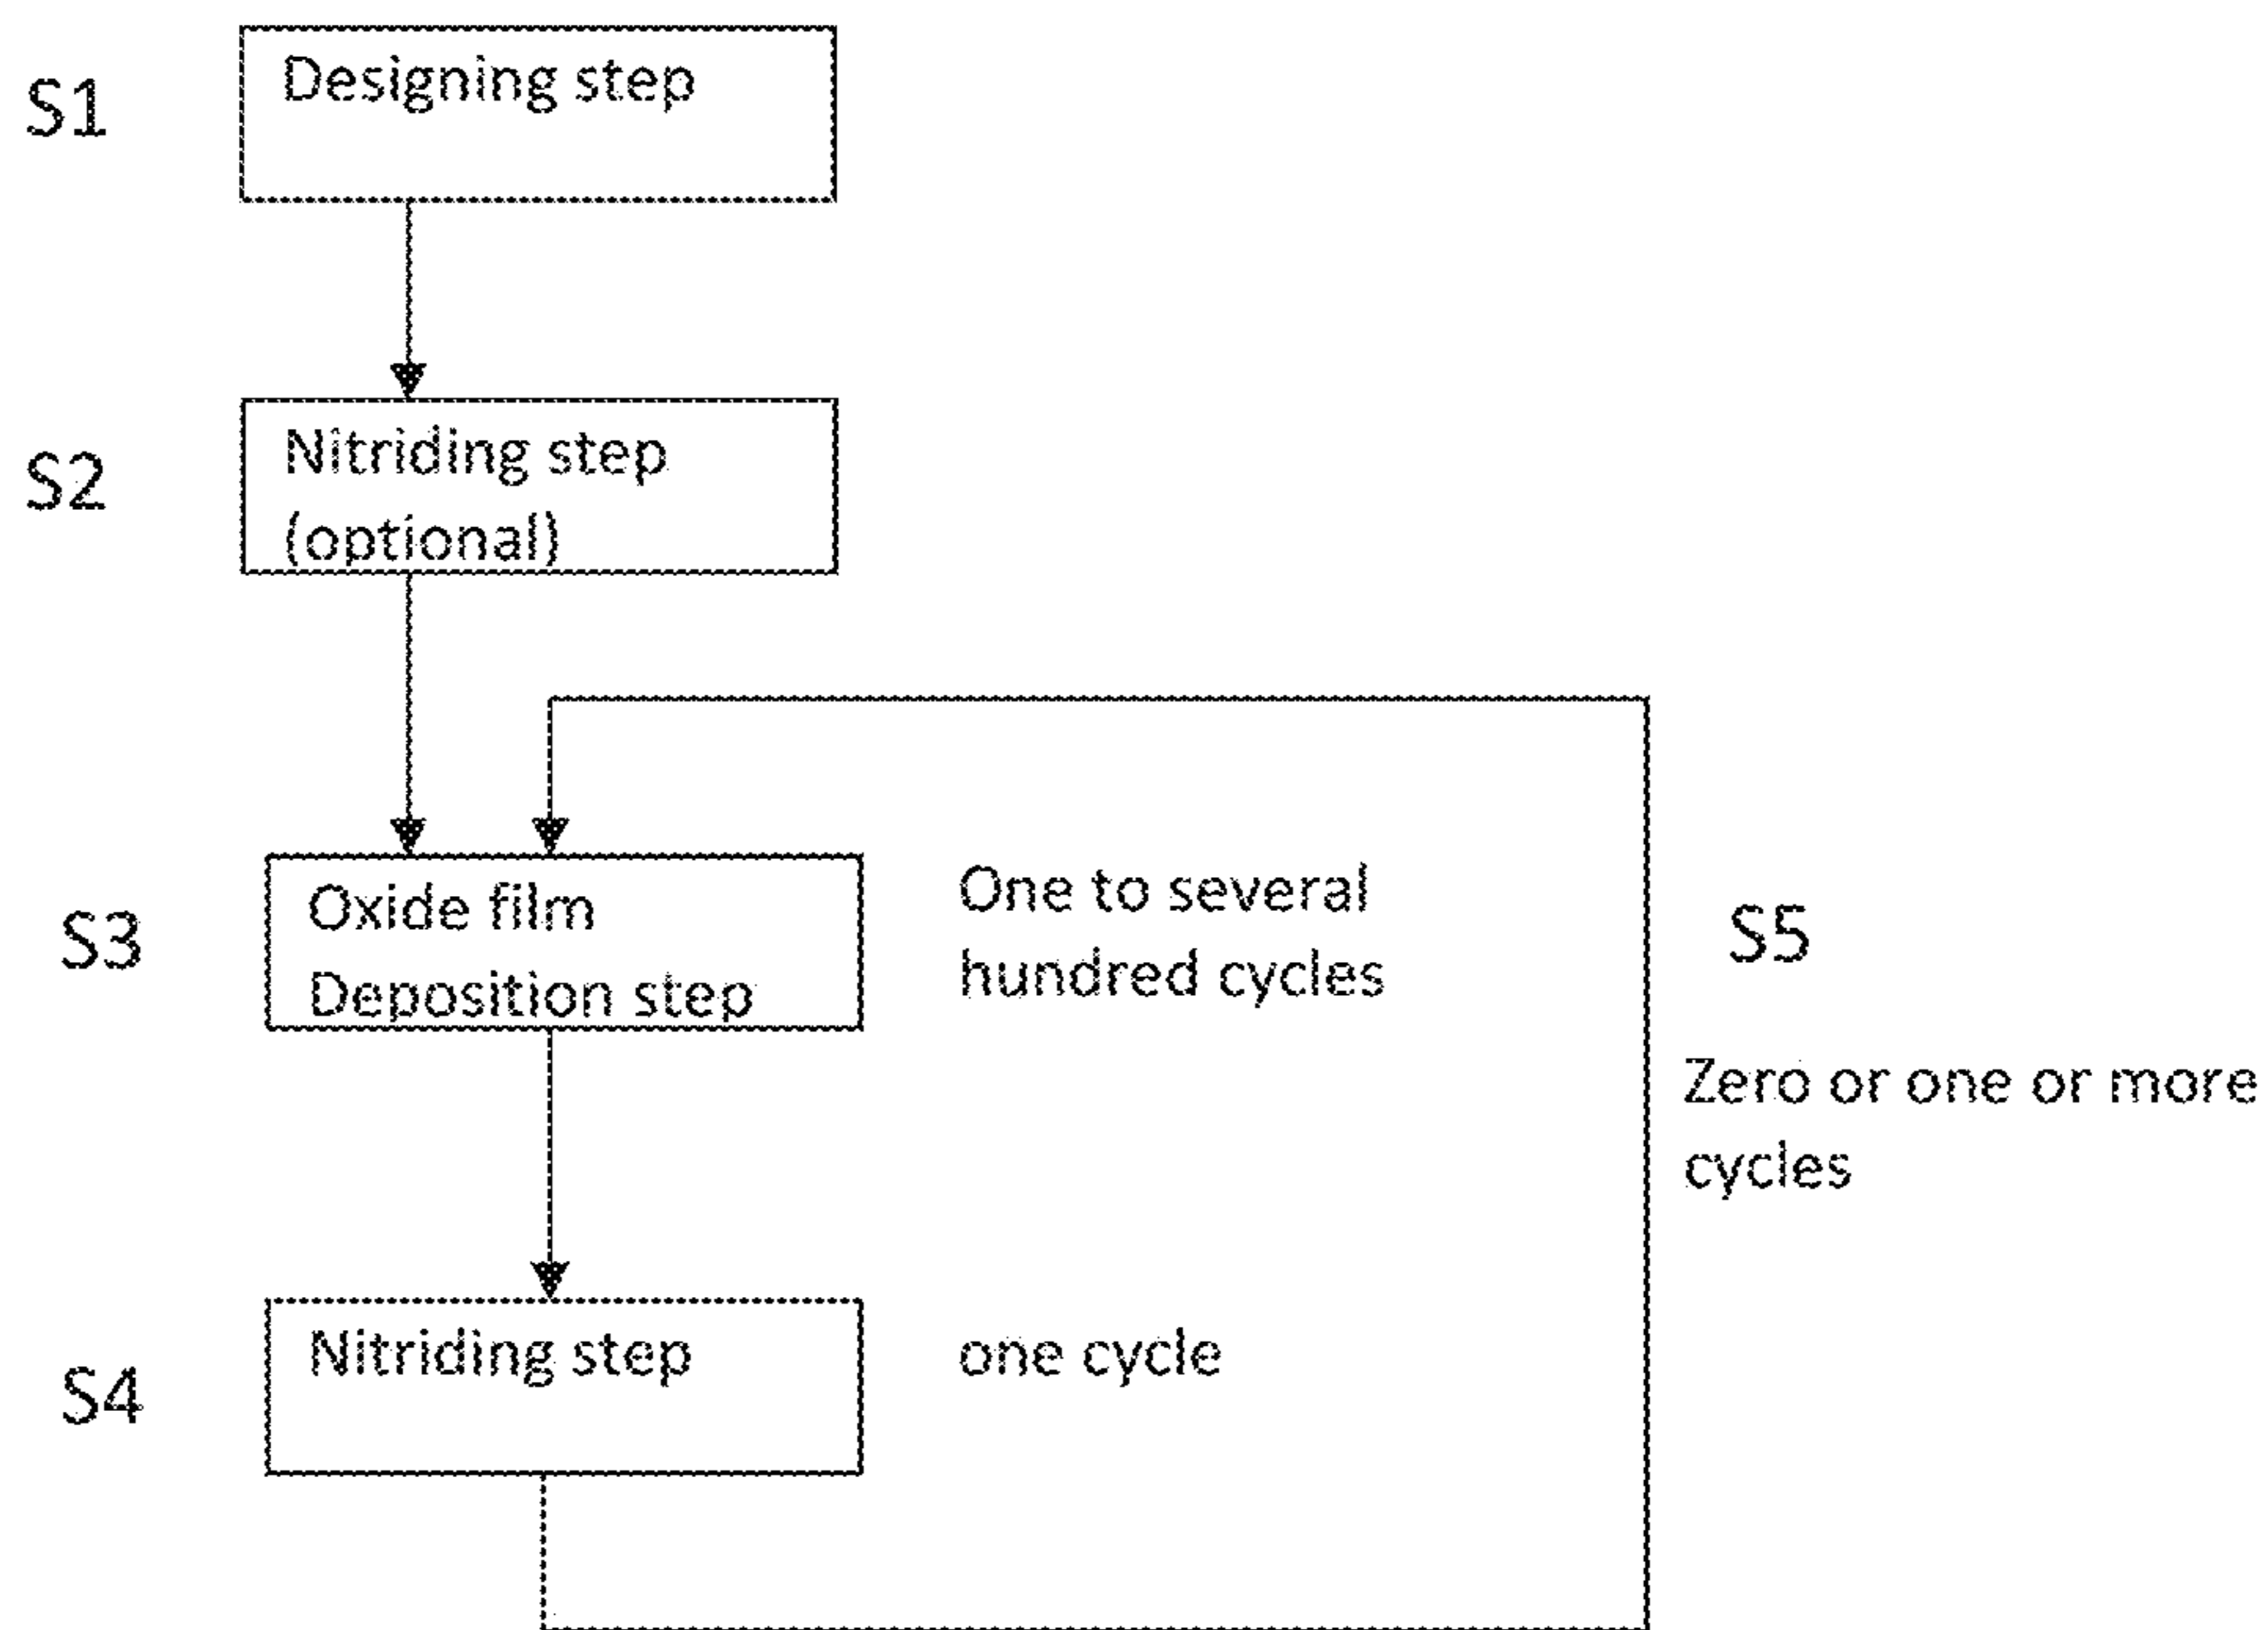 S1
Designing step
S2
Nitriding step
(optional)
S3
Oxide film
Deposition step
One to several
hundred cycles
S5
Zero or one or more
cycles
S4
Nitriding step
one cycle